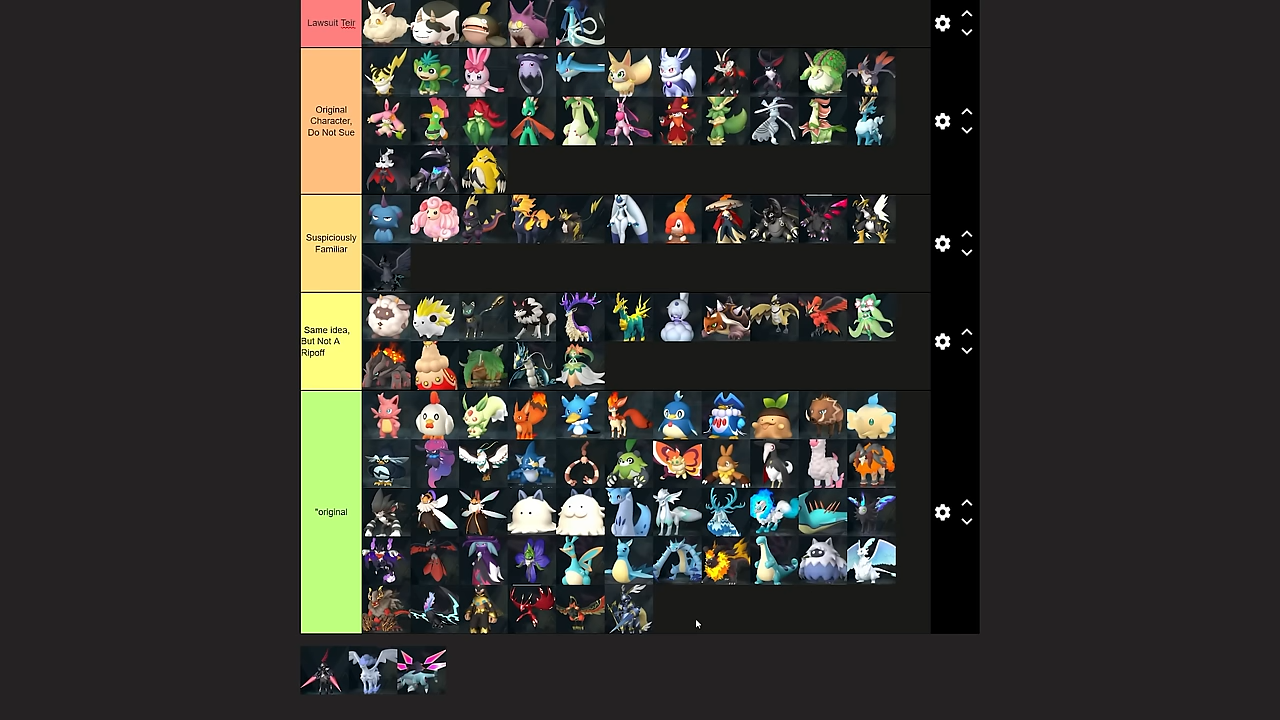 Lawsuit Teir
Original
Character,
Do Not Sue
Suspiciously
Familiar
Same idea,
But Not A
Ripoff
"original